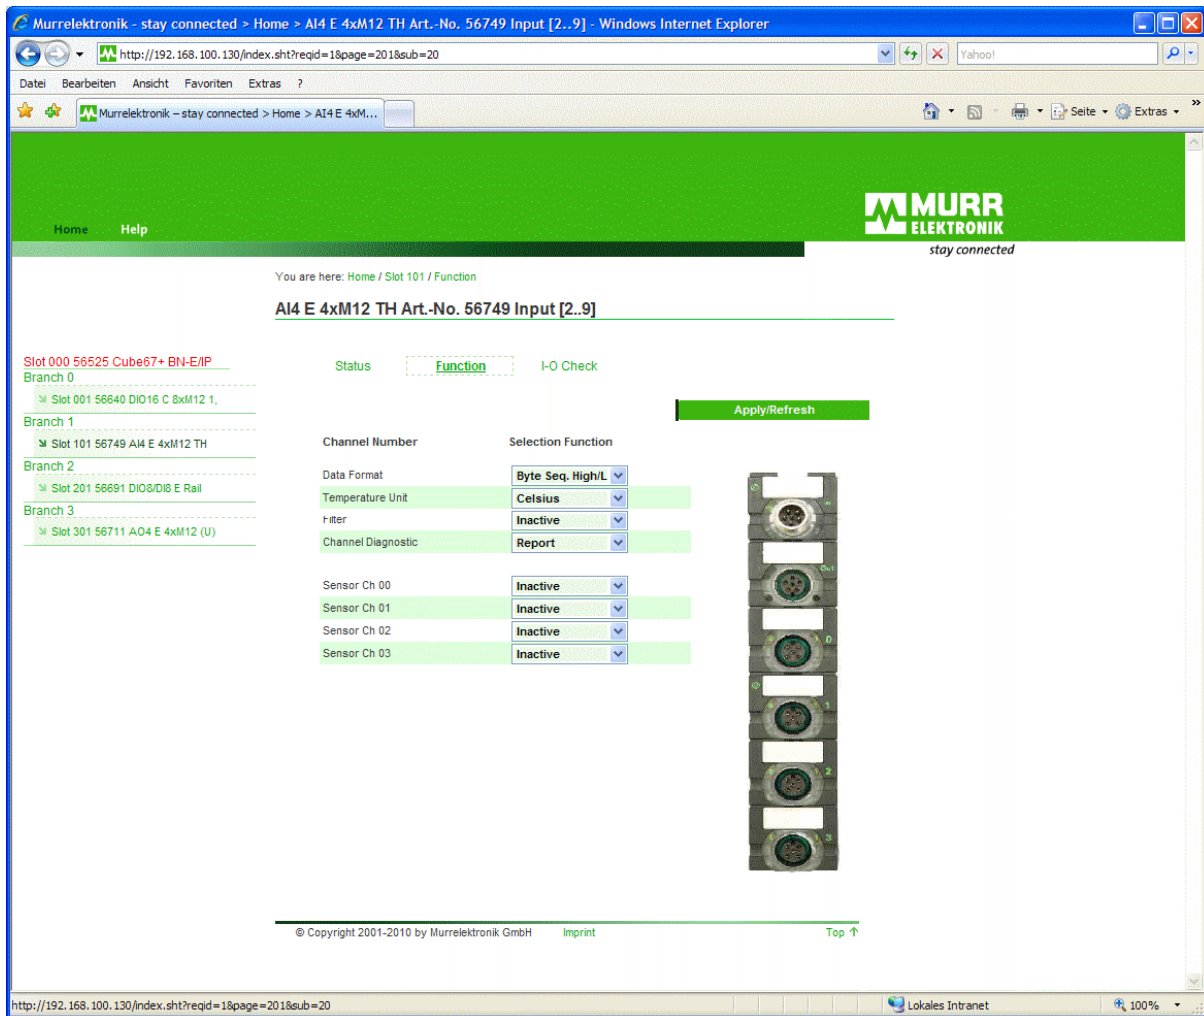 Murrelektronik - stay connected > Home > AI4 E 4xM12 TH Art.-No. 56749 Input [2..9] - Windows Internet Explorer
http://192.168.100.130/index.sht?reqid=1&page=201&sub=20
Yahoo!
Datei Bearbeiten Ansicht Favoriten Extras ?
Murrelektronik – stay connected > Home > AI4 E 4xM...
Seite Extras »
MURR
ELEKTRONIK
stay connected
Home Help
You are here: Home / Slot 101 / Function
AI4 E 4xM12 TH Art.-No. 56749 Input [2..9]
Slot 000 56525 Cube67+ BN-E/IP
Branch 0
Slot 001 56640 DIO16 C 8xM12 1,
Branch 1
Slot 101 56749 AI4 E 4xM12 TH
Branch 2
Slot 201 56691 DIO8/DI8 E Rail
Branch 3
Slot 301 56711 AO4 E 4xM12 (U)
Status Function I-O Check
Apply/Refresh
Channel Number Selection Function
Data Format Byte Seq. High/L
Temperature Unit Celsius
Filter Inactive
Channel Diagnostic Report
Sensor Ch 00 Inactive
Sensor Ch 01 Inactive
Sensor Ch 02 Inactive
Sensor Ch 03 Inactive
Out
0
1
2
3
© Copyright 2001-2010 by Murrelektronik GmbH Imprint Top ↑
http://192.168.100.130/index.sht?reqid=1&page=201&sub=20 Lokales Intranet 100%